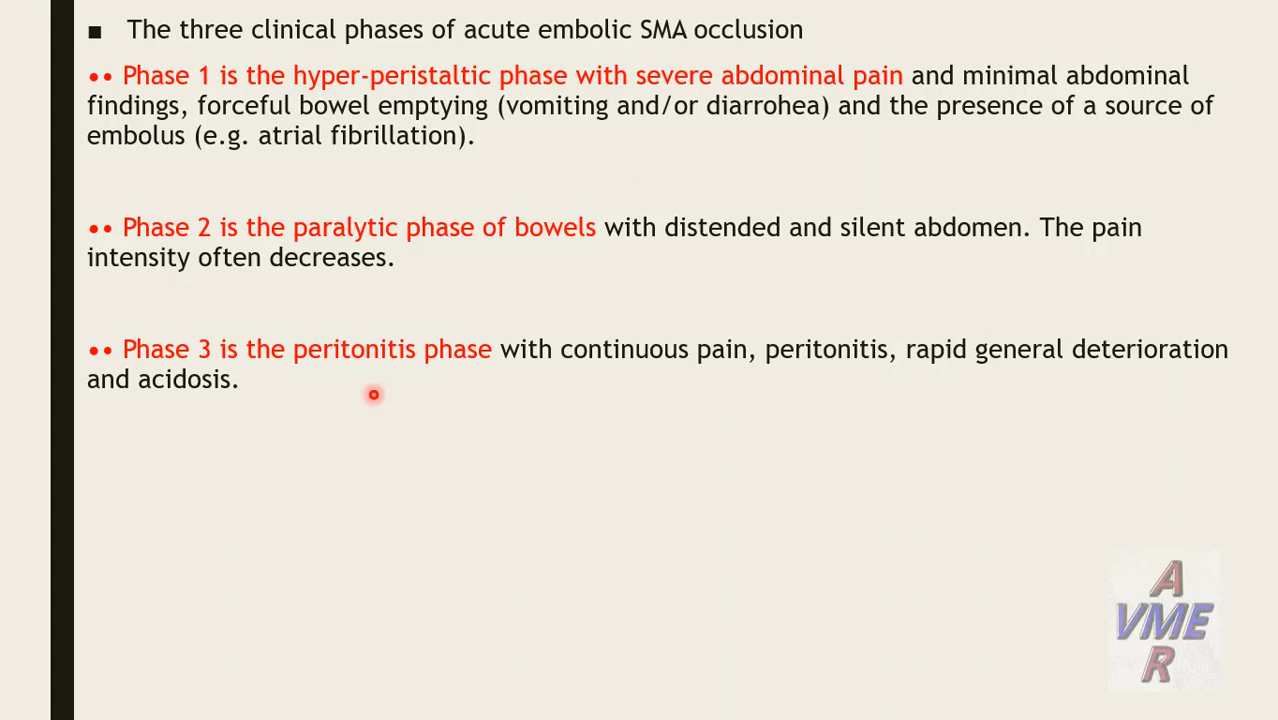 ■ The three clinical phases of acute embolic SMA occlusion
•• Phase 1 is the hyper-peristaltic phase with severe abdominal pain and minimal abdominal
findings, forceful bowel emptying (vomiting and/or diarrohea) and the presence of a source of
embolus (e.g. atrial fibrillation).
•• Phase 2 is the paralytic phase of bowels with distended and silent abdomen. The pain
intensity often decreases.
•• Phase 3 is the peritonitis phase with continuous pain, peritonitis, rapid general deterioration
and acidosis.
A
VME
R